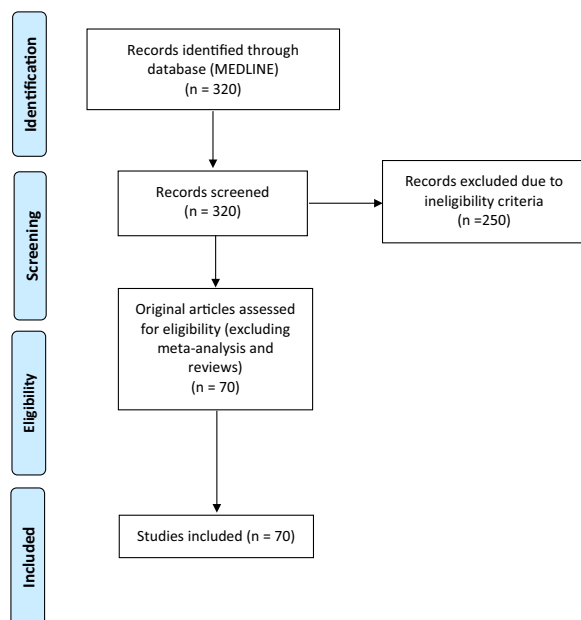 Identification
Records identified through
database (MEDLINE)
(n = 320)
Screening
Records screened
(n = 320)
Records excluded due to
ineligibility criteria
(n =250)
Eligibility
Original articles assessed
for eligibility (excluding
meta-analysis and
reviews)
(n = 70)
Included
Studies included (n = 70)